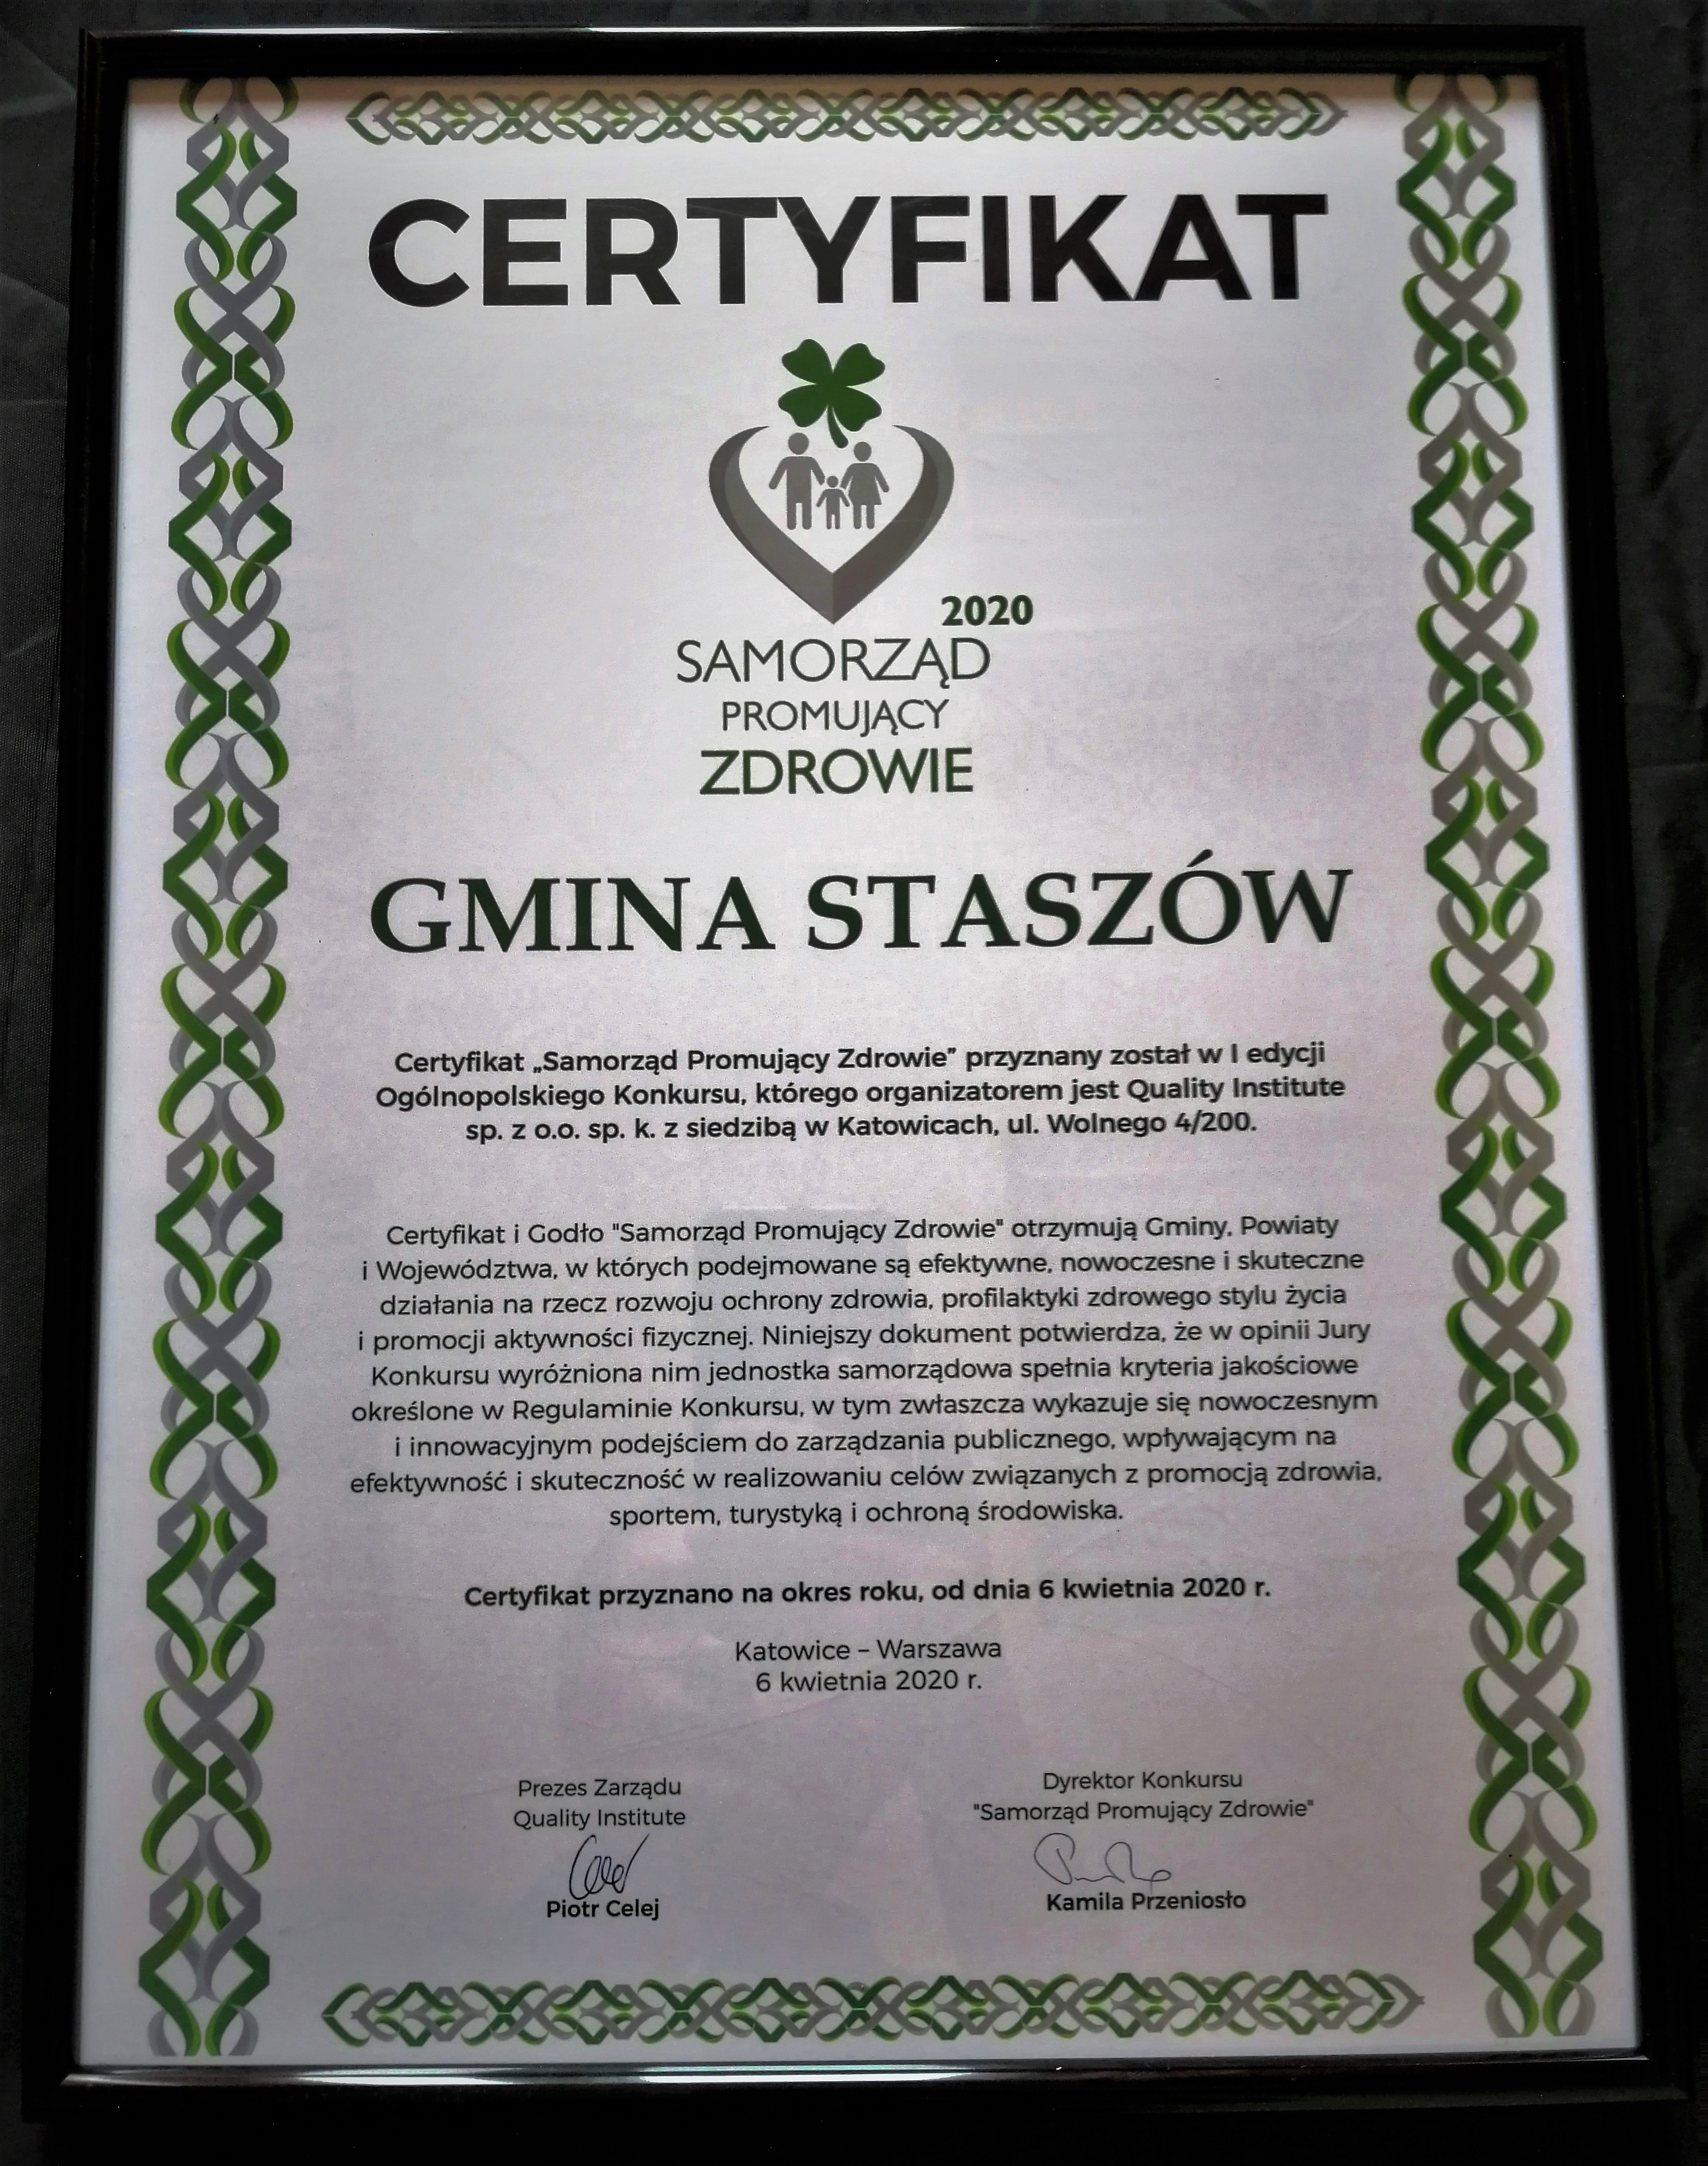 CERTYFIKAT
2020
SAMORZĄD
PROMUJĄCY
ZDROWIE
GMINA STASZÓW
Certyfikat „Samorząd Promujący Zdrowie” przyznany został w I edycji
Ogólnopolskiego Konkursu, którego organizatorem jest Quality Institute
sp. z o.o. sp. k. z siedzibą w Katowicach, ul. Wolnego 4/200.
Certyfikat i Godło "Samorząd Promujący Zdrowie" otrzymują Gminy, Powiaty
i Województwa, w których podejmowane są efektywne, nowoczesne i skuteczne
działania na rzecz rozwoju ochrony zdrowia, profilaktyki zdrowego stylu życia
i promocji aktywności fizycznej. Niniejszy dokument potwierdza, że w opinii Jury
Konkursu wyróżniona nim jednostka samorządowa spełnia kryteria jakościowe
określone w Regulaminie Konkursu, w tym zwłaszcza wykazuje się nowoczesnym
i innowacyjnym podejściem do zarządzania publicznego, wpływającym na
efektywność i skuteczność w realizowaniu celów związanych z promocją zdrowia,
sportem, turystyką i ochroną środowiska.
Certyfikat przyznano na okres roku, od dnia 6 kwietnia 2020 r.
Katowice – Warszawa
6 kwietnia 2020 r.
Prezes Zarządu
Quality Institute
Piotr Celej
Dyrektor Konkursu
"Samorząd Promujący Zdrowie"
Kamila Przeniosło